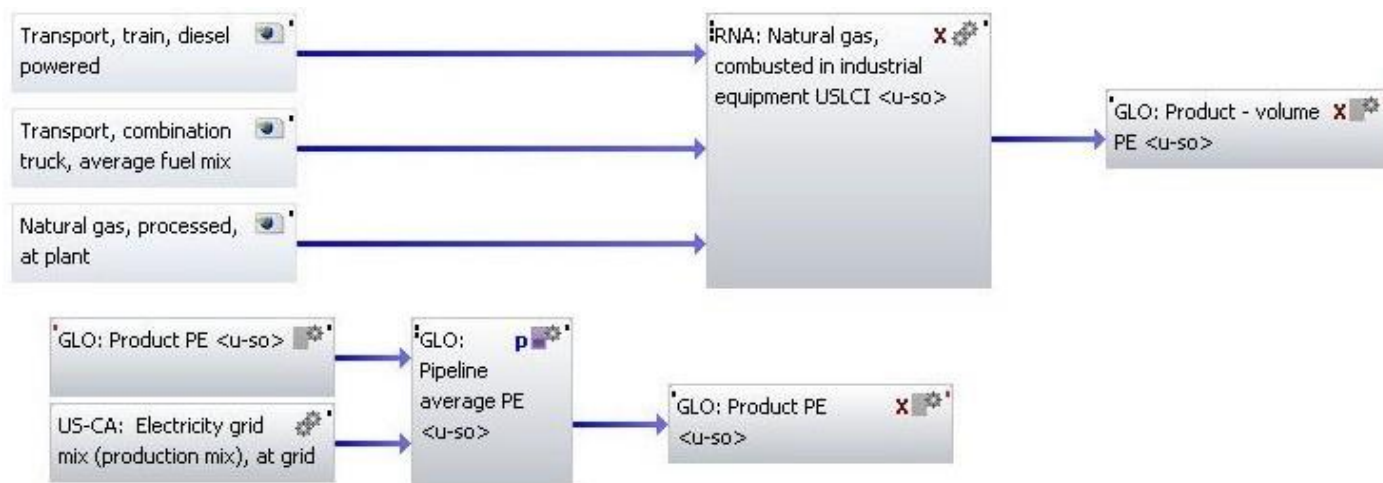 Transport, train, diesel
powered
RNA: Natural gas, X
combusted in industrial
equipment USLCI <u-so>
Transport, combination
truck, average fuel mix
GLO: Product - volume X
PE <u-so>
Natural gas, processed,
at plant
GLO: Product PE <u-so>
GLO: p
Pipeline
average PE
<u-so>
US-CA: Electricity grid
mix (production mix), at grid
GLO: Product PE X
<u-so>